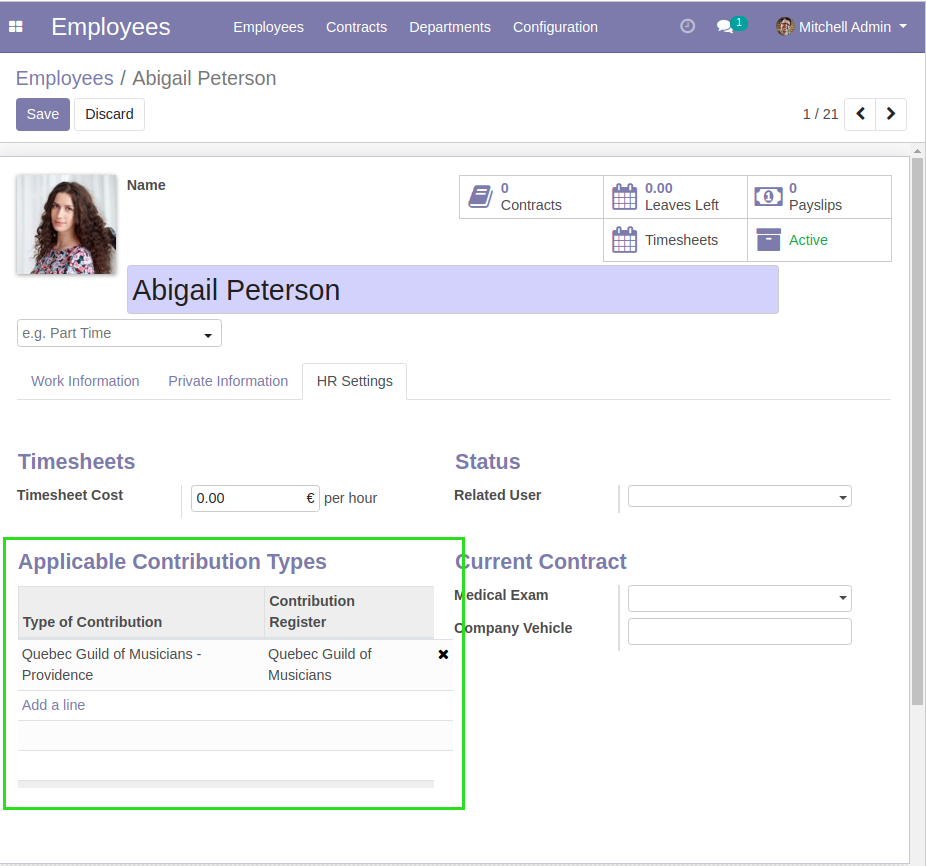 Employees Employees Contracts Departments Configuration 1 Mitchell Admin
Employees / Abigail Peterson
Save Discard 1 / 21
Name
0
Contracts
0.00
Leaves Left
0
Payslips
Timesheets
Active
Abigail Peterson
e.g. Part Time
Work Information Private Information HR Settings
Timesheets
Timesheet Cost 0.00 € per hour
Status
Related User
Applicable Contribution Types
Type of Contribution
Contribution
Register
Quebec Guild of Musicians -
Providence
Quebec Guild of
Musicians
Add a line
Current Contract
Medical Exam
Company Vehicle